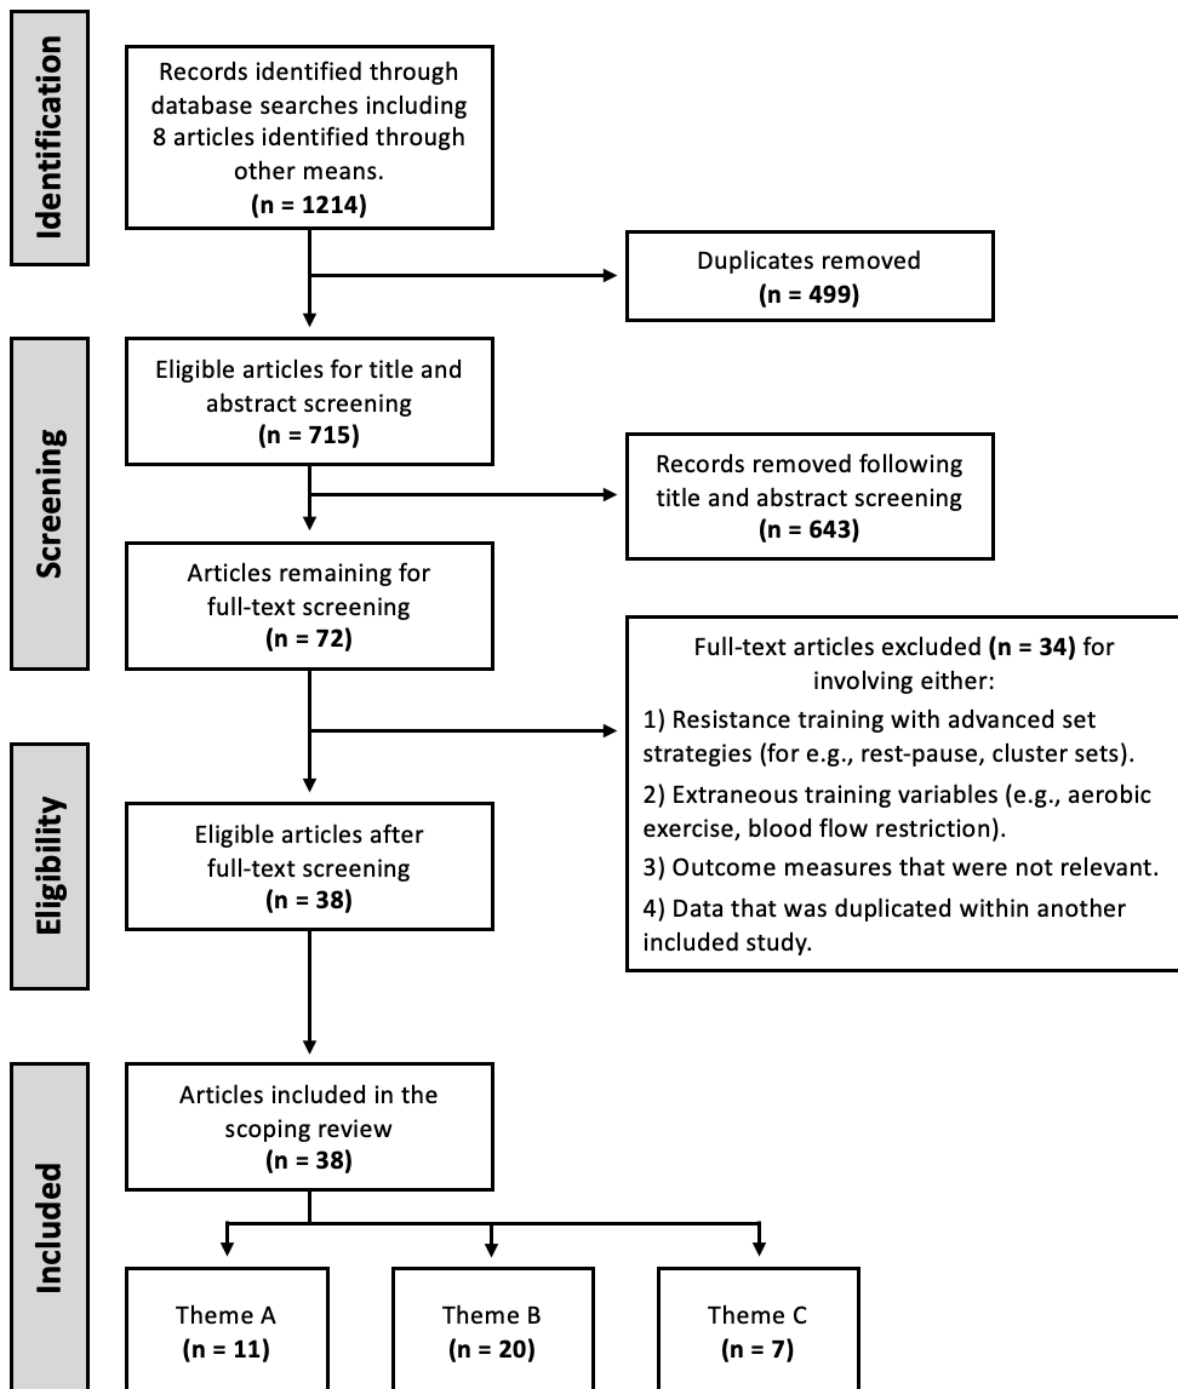 Identification
Records identified through
database searches including
8 articles identified through
other means.
(n = 1214)
Duplicates removed
(n = 499)
Screening
Eligible articles for title and
abstract screening
(n = 715)
Records removed following
title and abstract screening
(n = 643)
Articles remaining for
full-text screening
(n = 72)
Full-text articles excluded (n = 34) for
involving either:
1) Resistance training with advanced set
strategies (for e.g., rest-pause, cluster sets).
2) Extraneous training variables (e.g., aerobic
exercise, blood flow restriction).
3) Outcome measures that were not relevant.
4) Data that was duplicated within another
included study.
Eligibility
Eligible articles after
full-text screening
(n = 38)
Included
Articles included in the
scoping review
(n = 38)
Theme A
(n = 11)
Theme B
(n = 20)
Theme C
(n = 7)